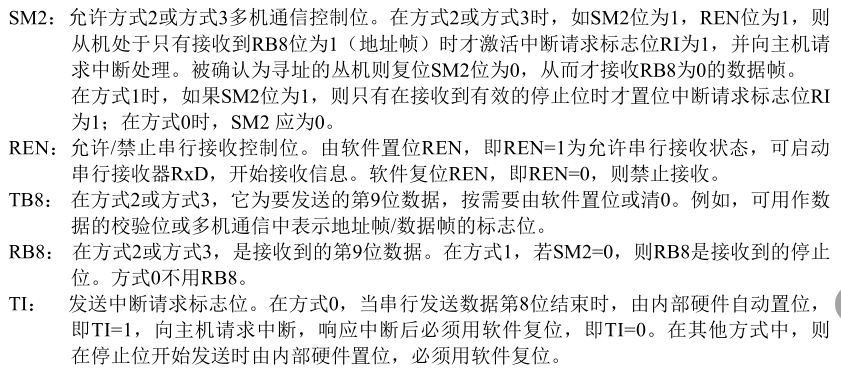 SM2：允许方式2或方式3多机通信控制位。在方式2或方式3时，如SM2位为1，REN位为1，则
从机处于只有接收到RB8位为1（地址帧）时才激活中断请求标志位RI为1，并向主机请
求中断处理。被确认为寻址的丛机则复位SM2位为0，从而才接收RB8为0的数据帧。
在方式1时，如果SM2位为1，则只有在接收到有效的停止位时才置位中断请求标志位RI
为1；在方式0时，SM2 应为0。
REN：允许/禁止串行接收控制位。由软件置位REN，即REN=1为允许串行接收状态，可启动
串行接收器RxD，开始接收信息。软件复位REN，即REN=0，则禁止接收。
TB8： 在方式2或方式3，它为要发送的第9位数据，按需要由软件置位或清0。例如，可用作数
据的校验位或多机通信中表示地址帧/数据帧的标志位。
RB8： 在方式2或方式3，是接收到的第9位数据。在方式1，若SM2=0，则RB8是接收到的停止
位。方式0不用RB8。
TI： 发送中断请求标志位。在方式0，当串行发送数据第8位结束时，由内部硬件自动置位，
即TI=1，向主机请求中断，响应中断后必须用软件复位，即TI=0。在其他方式中，则
在停止位开始发送时由内部硬件置位，必须用软件复位。